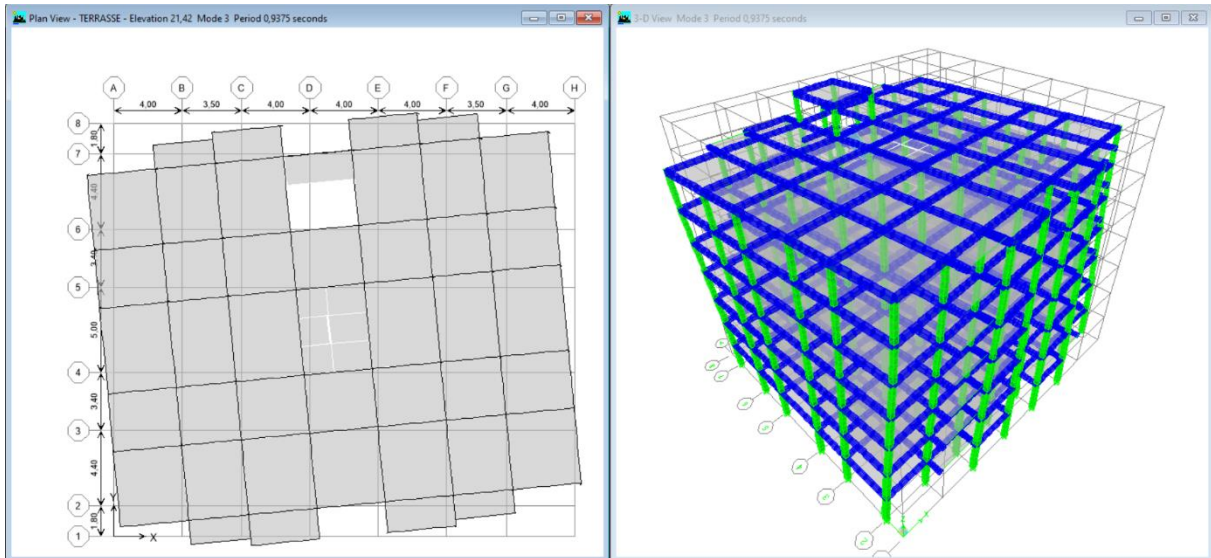 Plan View - TERRASSE - Elevation 21,42 Mode 3 Period 0,9375 seconds
A B C D E F G H
4,00 3,50 4,00 4,00 4,00 3,50 4,00
8
1.80
7
4.40
6
3.40
5
5.00
4
3.40
3
4.40
2
1.80
1
Y
X
3-D View Mode 3 Period 0,9375 seconds